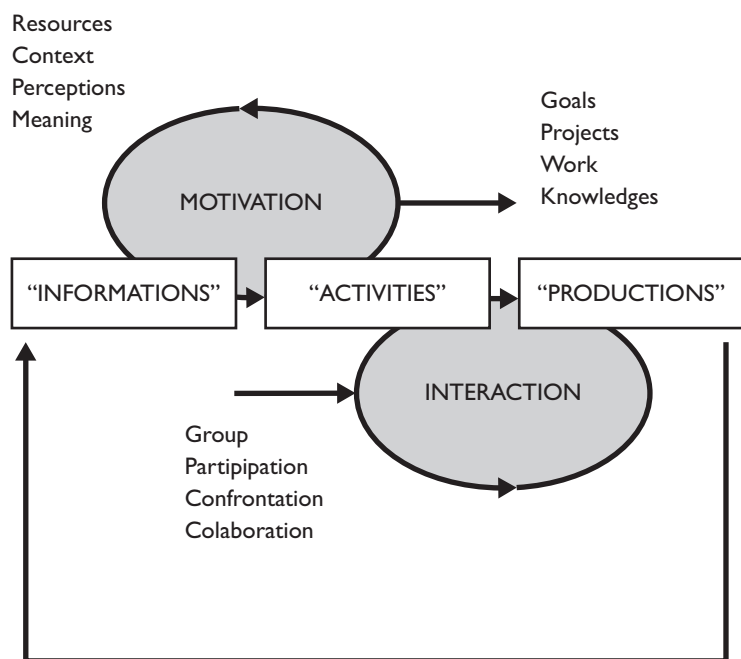 Resources
Context
Perceptions
Meaning
Goals
Projects
Work
Knowledges
MOTIVATION
“INFORMATIONS”
“ACTIVITIES”
“PRODUCTIONS”
INTERACTION
Group
Partipipation
Confrontation
Colaboration